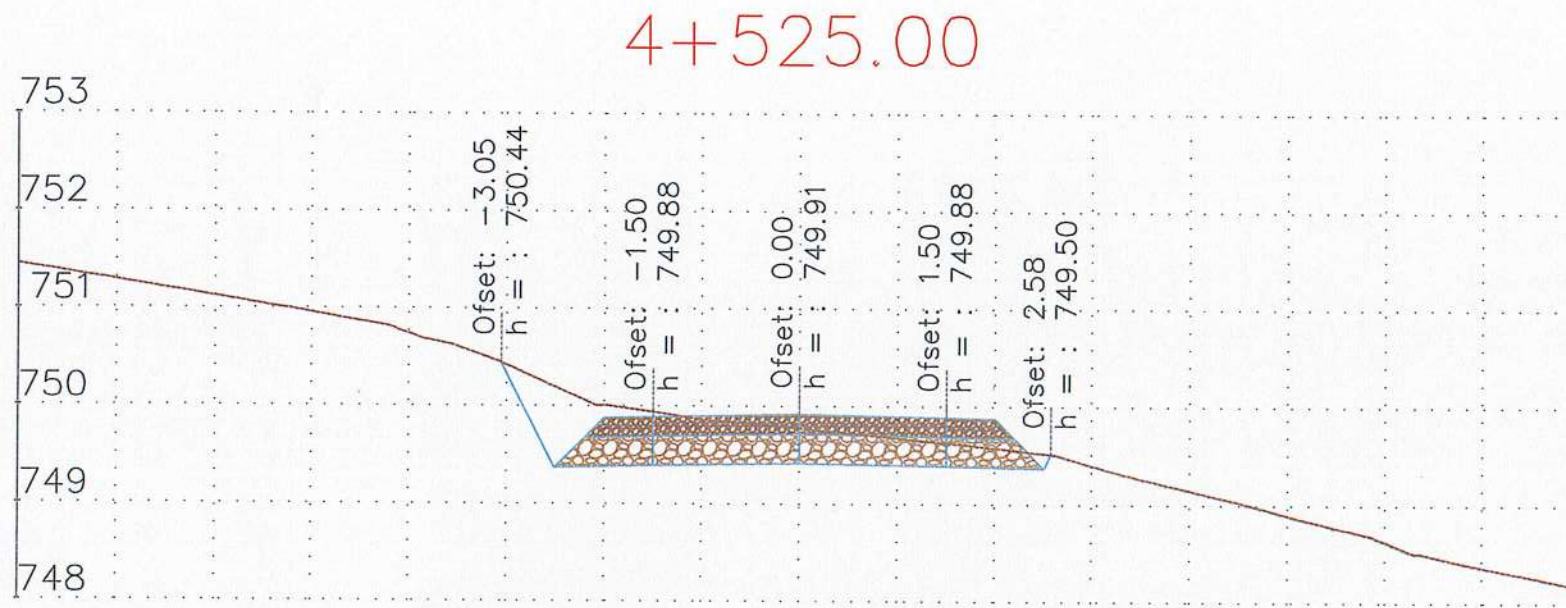 4+525.00
753
752
751
750
749
748
Ofset: -3.05
h = : 750.44
Ofset: -1.50
h = : 749.88
Ofset: 0.00
h = : 749.91
Ofset: 1.50
h = : 749.88
Ofset: 2.58
h = : 749.50